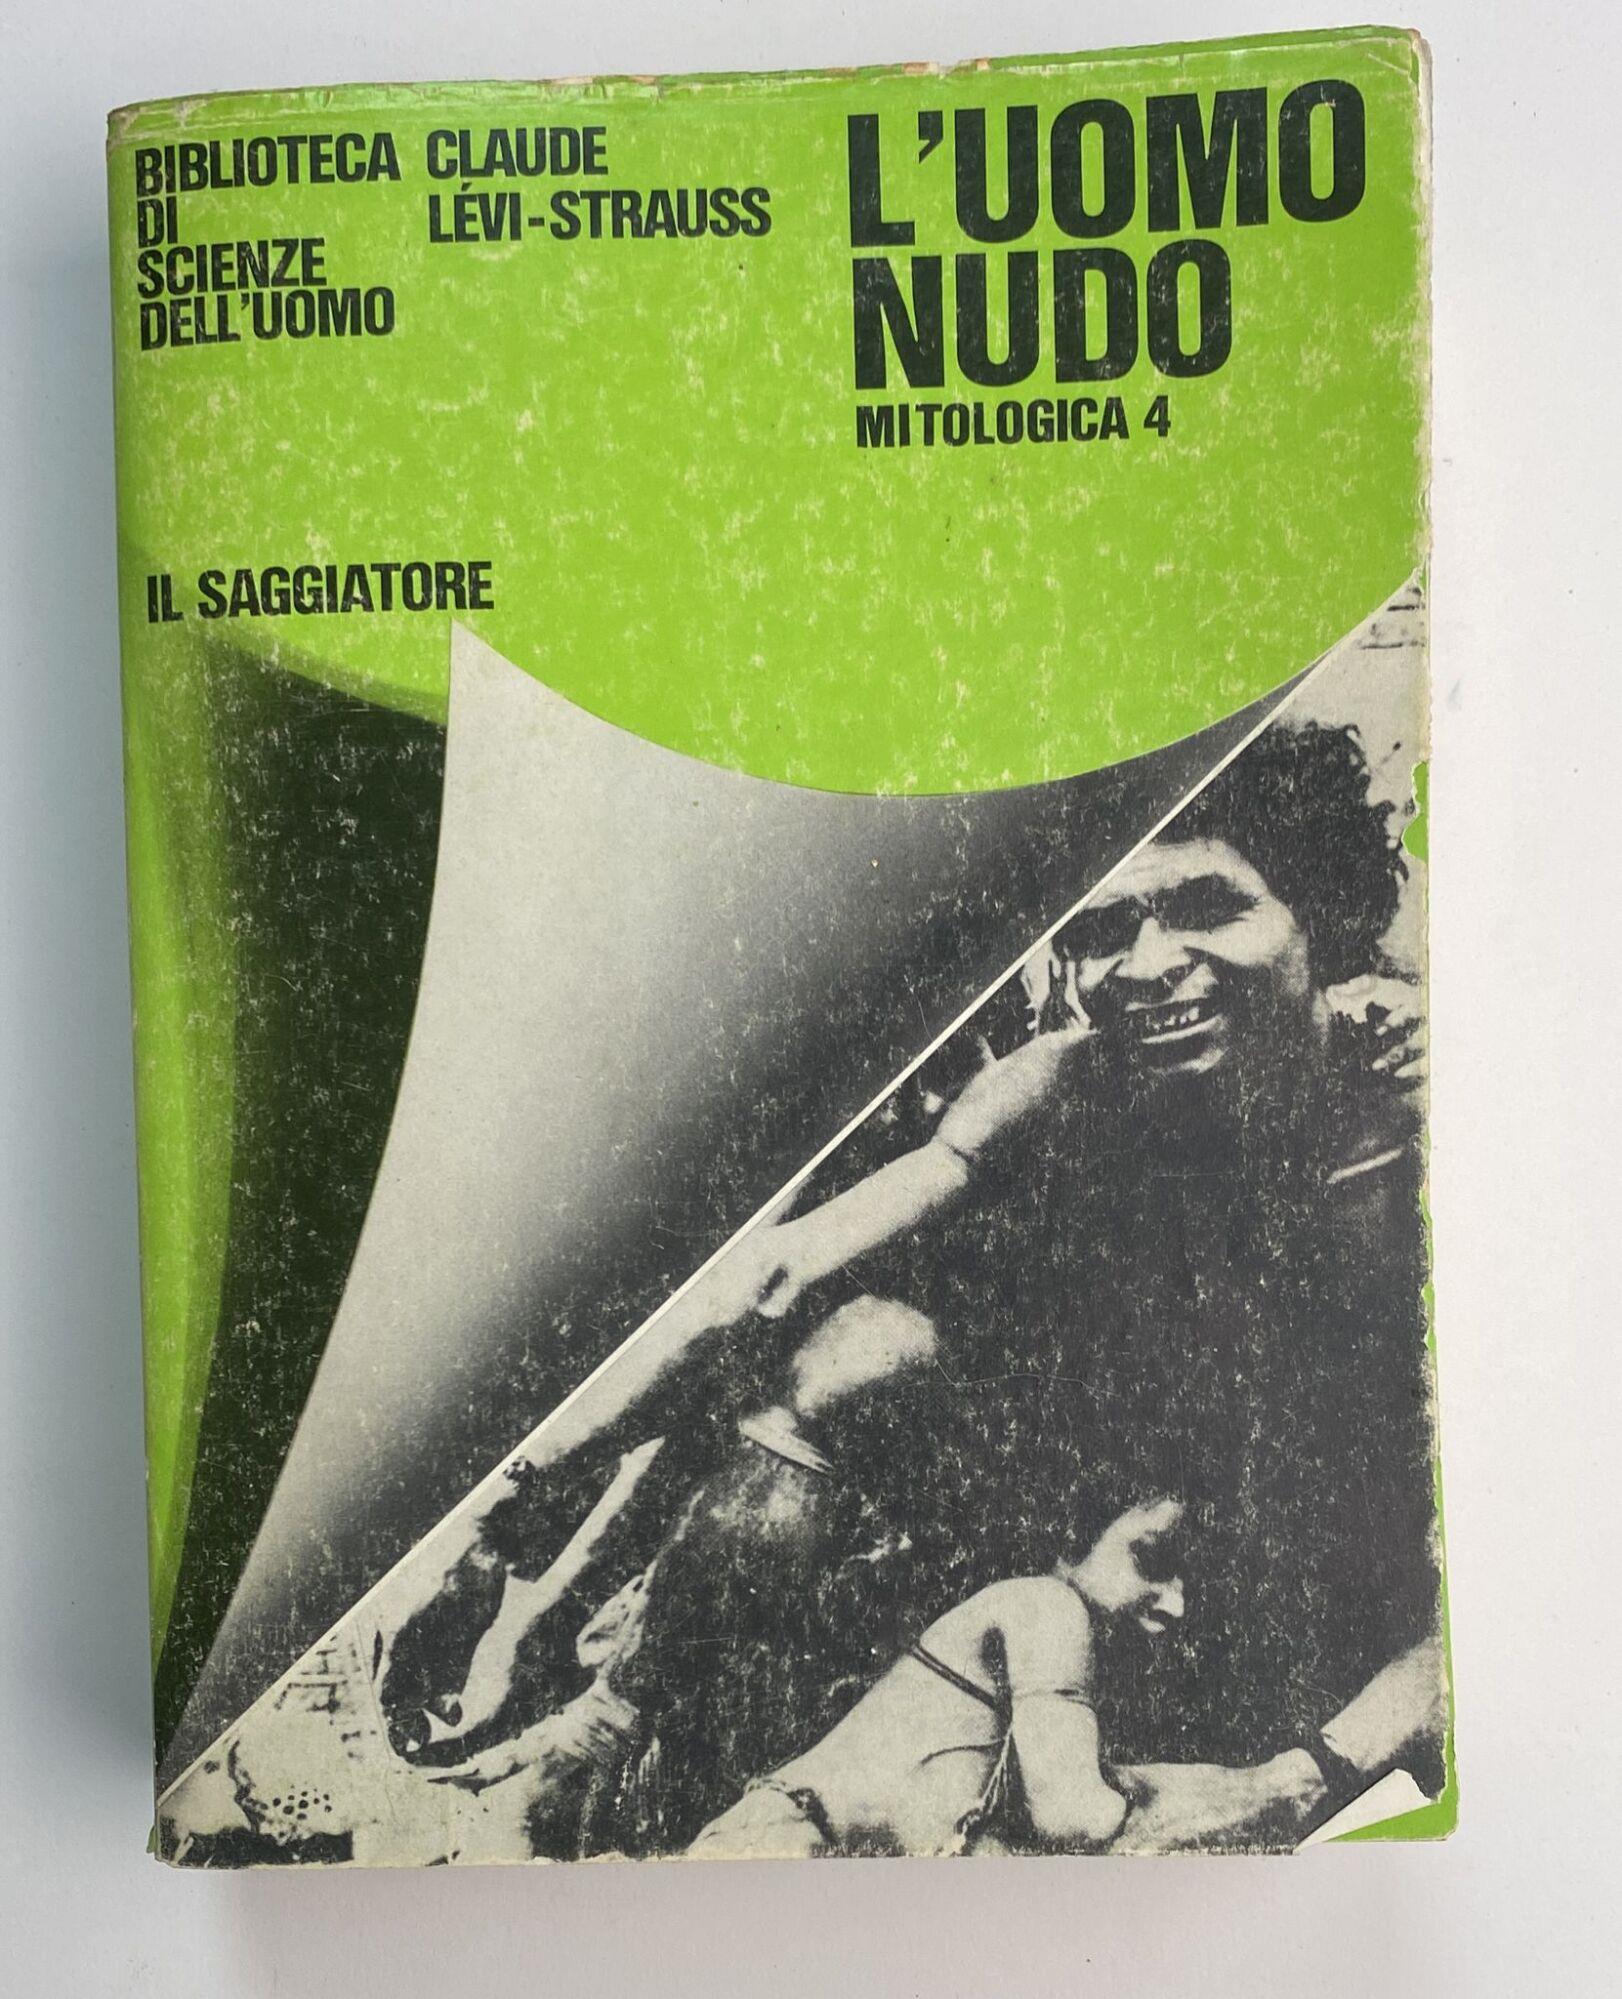 BIBLIOTECA
DI
SCIENZE
DELL'UOMO
CLAUDE
LÉVI-STRAUSS
L'UOMO
NUDO
MITOLOGICA 4
IL SAGGIATORE